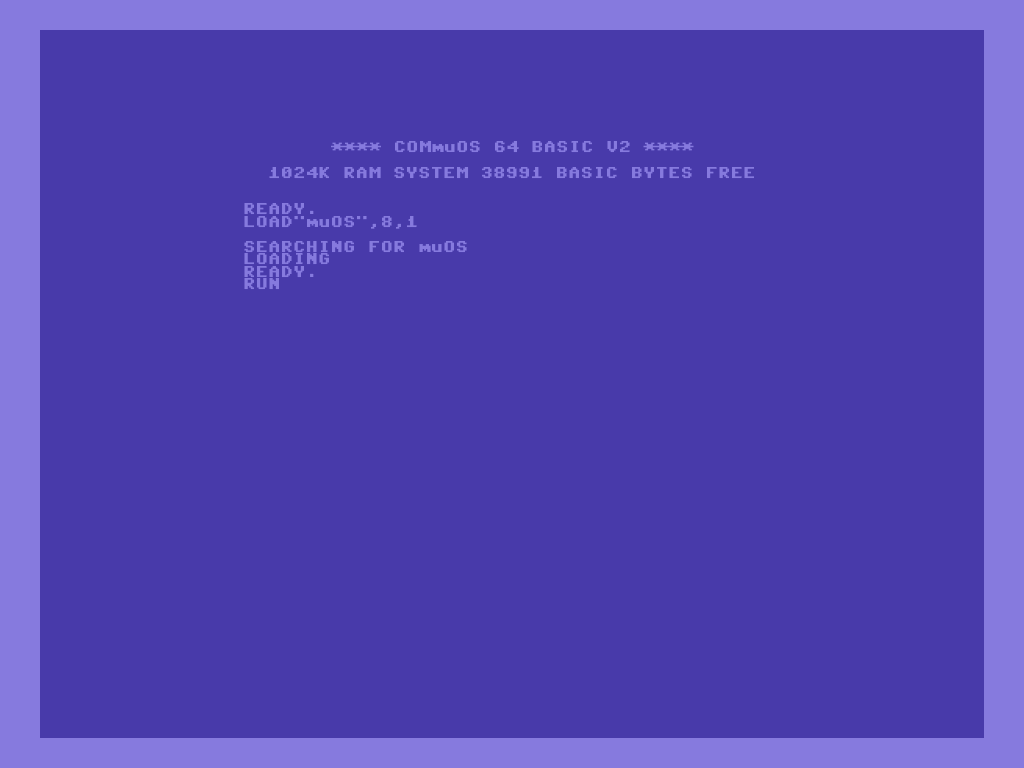 **** COMmuOS 64 BASIC V2 ****
1024K RAM SYSTEM 38991 BASIC BYTES FREE
READY.
LOAD"muOS",8,1
SEARCHING FOR muOS
LOADING
READY.
RUN